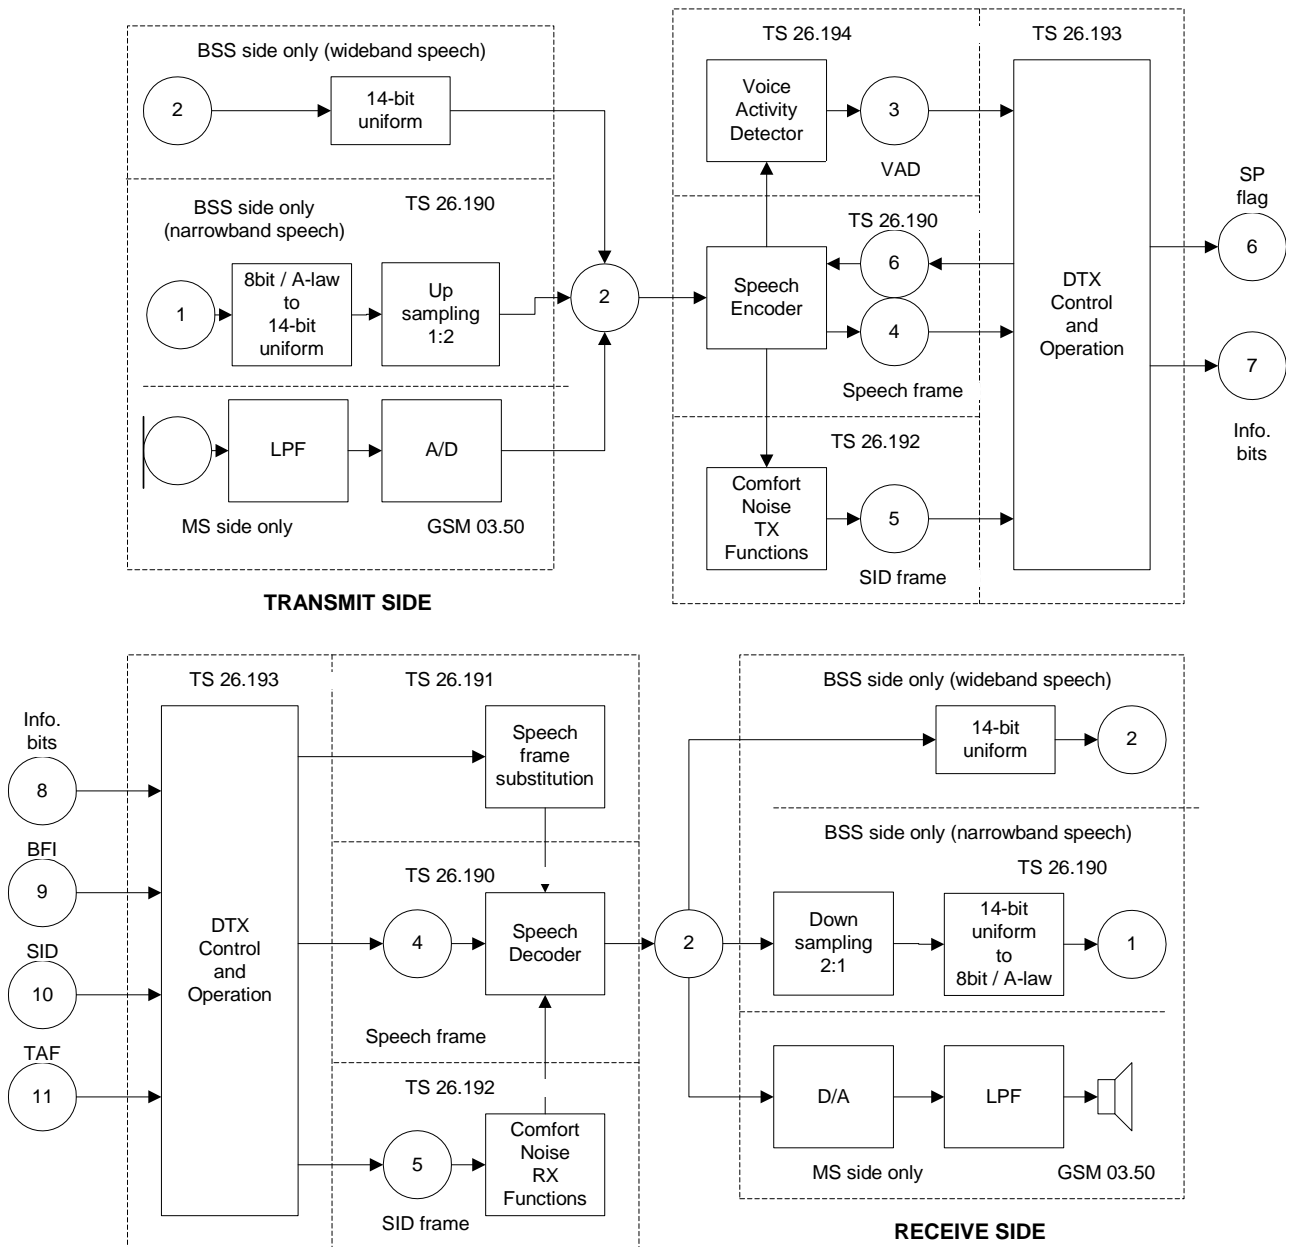 BSS side only (wideband speech)
2
14-bit
uniform
BSS side only
(narrowband speech)
TS 26.190
1
8bit / A-law
to
14-bit
uniform
Up
sampling
1:2
LPF
A/D
MS side only
GSM 03.50
2
TRANSMIT SIDE
TS 26.194
TS 26.193
Voice
Activity
Detector
3
VAD
TS 26.190
Speech
Encoder
6
4
Speech frame
TS 26.192
Comfort
Noise
TX
Functions
5
SID frame
DTX
Control
and
Operation
SP
flag
6
7
Info.
bits
TS 26.193
TS 26.191
Info.
bits
8
BFI
9
SID
10
TAF
11
DTX
Control
and
Operation
Speech
frame
substitution
TS 26.190
4
Speech
Decoder
Speech frame
TS 26.192
5
Comfort
Noise
RX
Functions
SID frame
2
BSS side only (wideband speech)
14-bit
uniform
2
BSS side only (narrowband speech)
TS 26.190
Down
sampling
2:1
14-bit
uniform
to
8bit / A-law
1
D/A
LPF
MS side only
GSM 03.50
RECEIVE SIDE